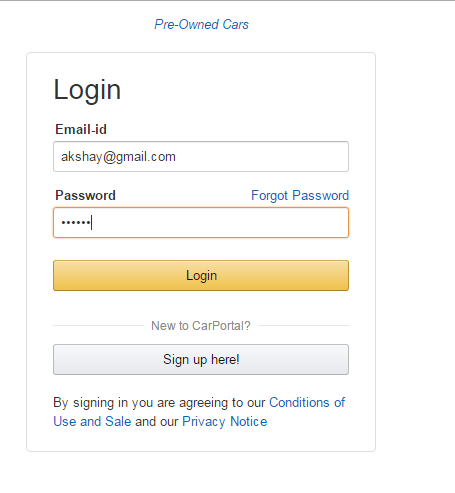 Pre-Owned Cars
Login
Email-id
akshay@gmail.com
Password Forgot Password
••••••
Login
New to CarPortal?
Sign up here!
By signing in you are agreeing to our Conditions of
Use and Sale and our Privacy Notice